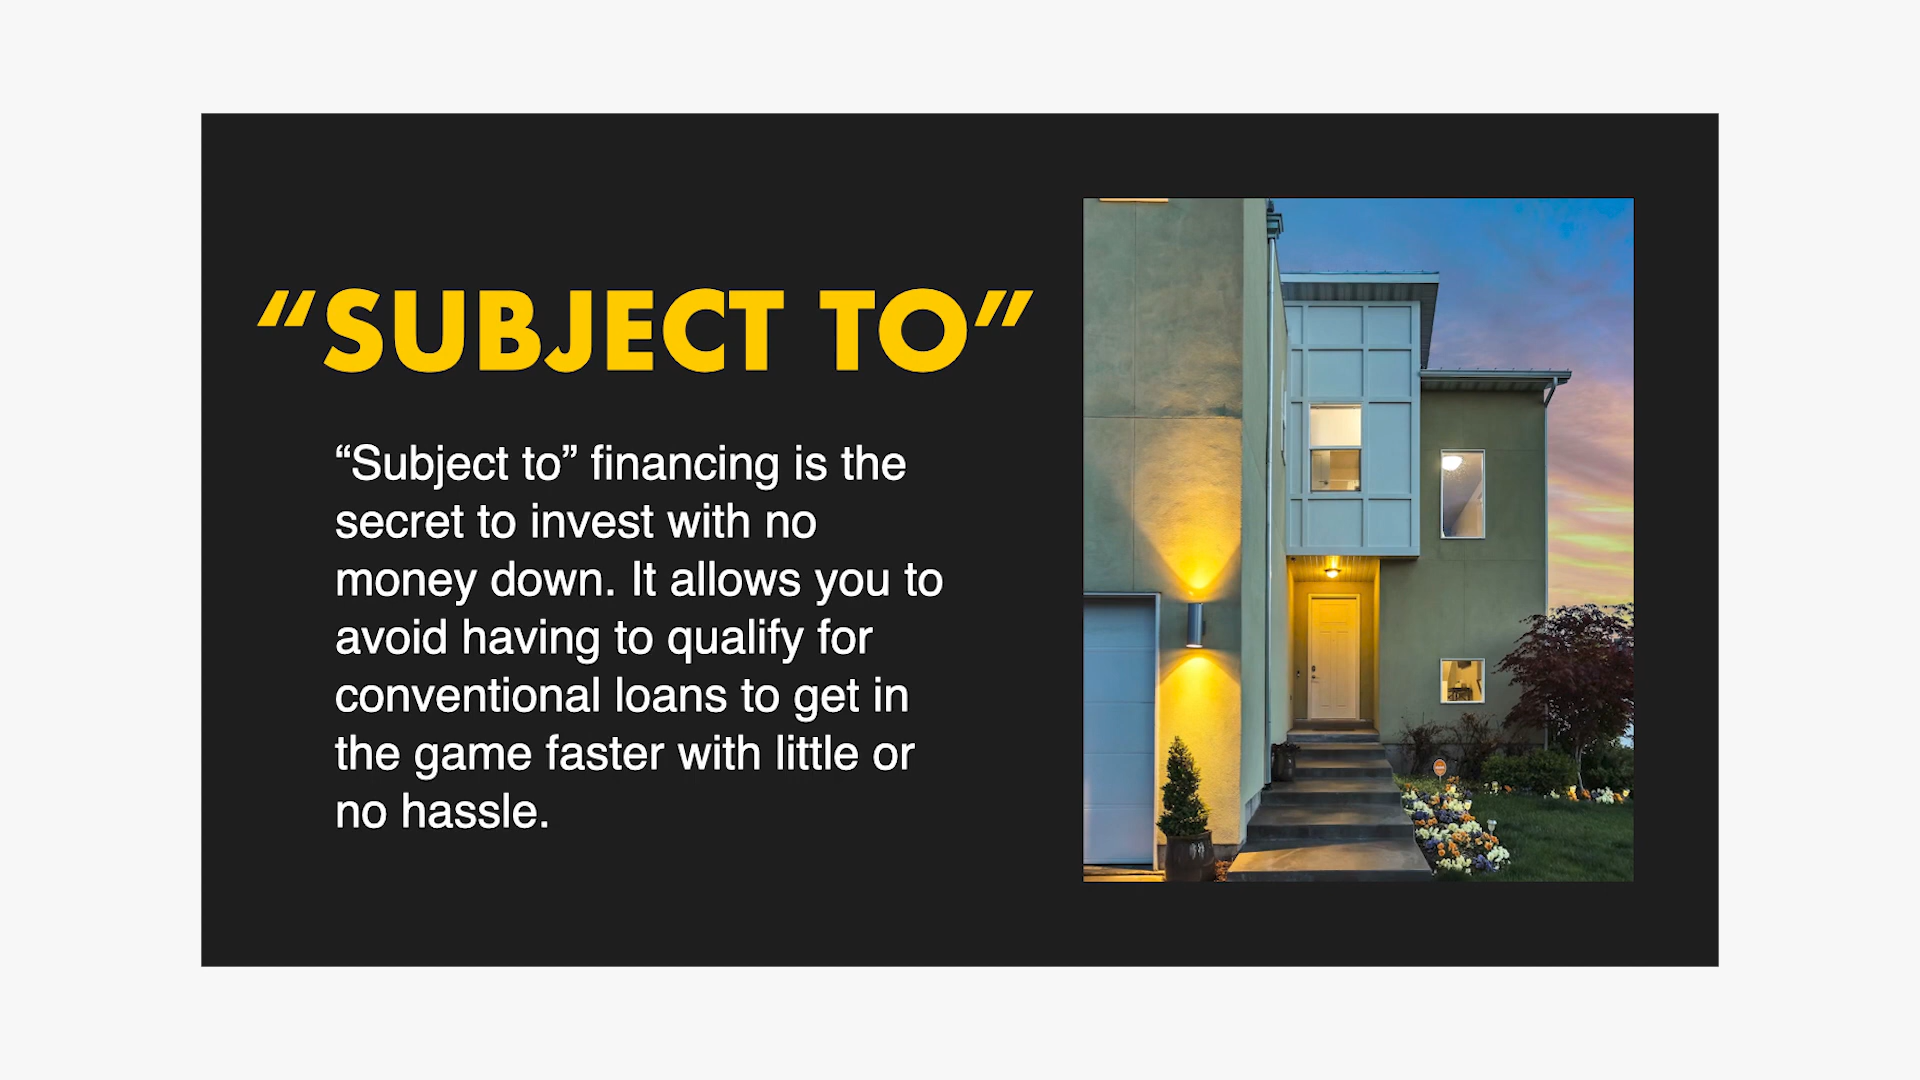 “SUBJECT TO”
“Subject to” financing is the
secret to invest with no
money down. It allows you to
avoid having to qualify for
conventional loans to get in
the game faster with little or
no hassle.